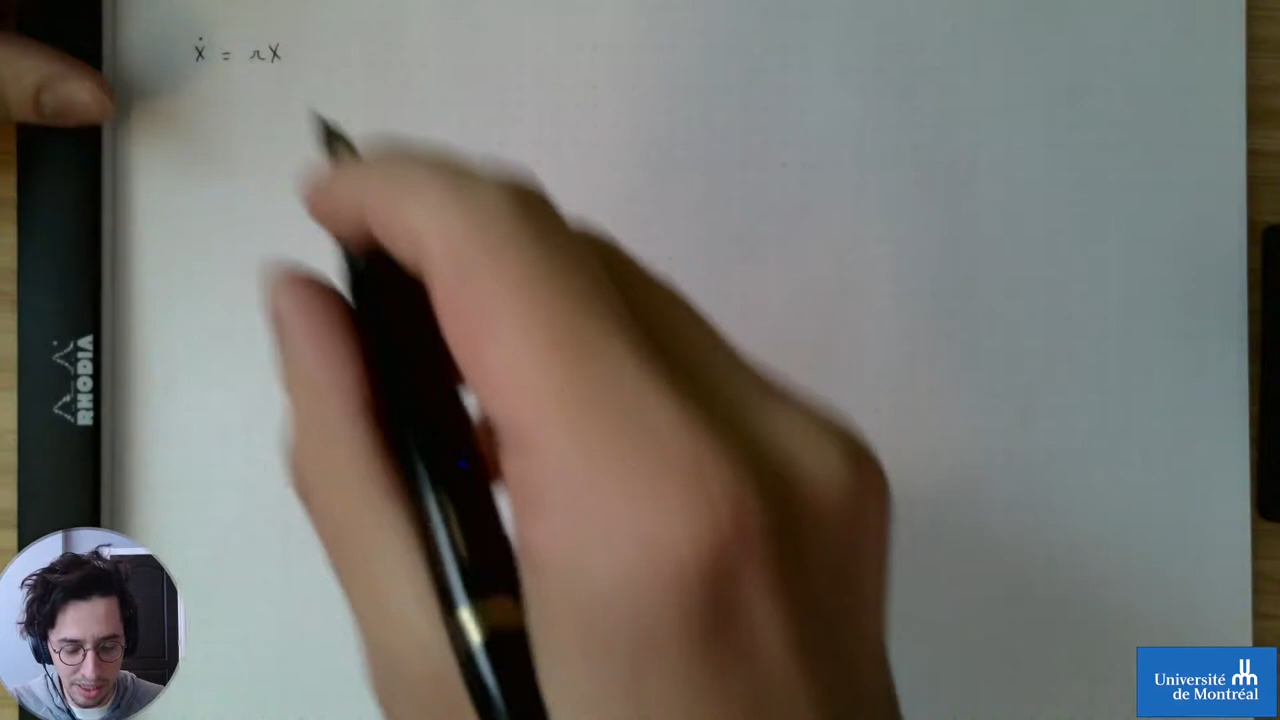 ẋ = rx
RHODIA
Université
de Montréal